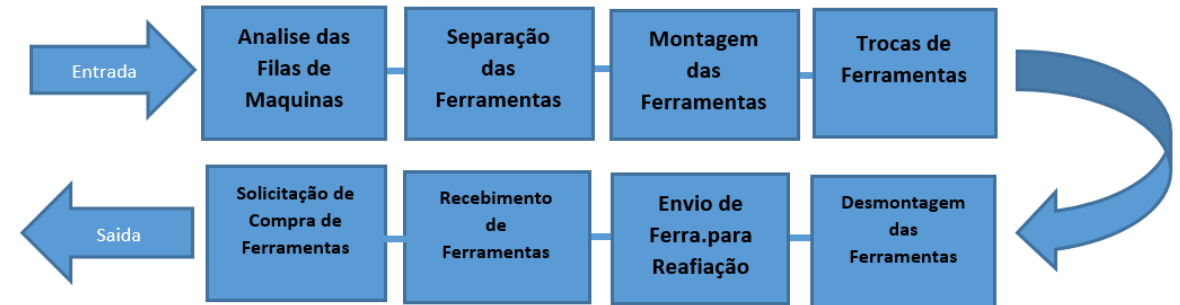 Entrada
Analise das
Filas de
Maquinas
Separação
das
Ferramentas
Montagem
das
Ferramentas
Trocas de
Ferramentas
Desmontagem
das
Ferramentas
Envio de
Ferra.para
Reafiação
Recebimento
de
Ferramentas
Solicitação de
Compra de
Ferramentas
Saida